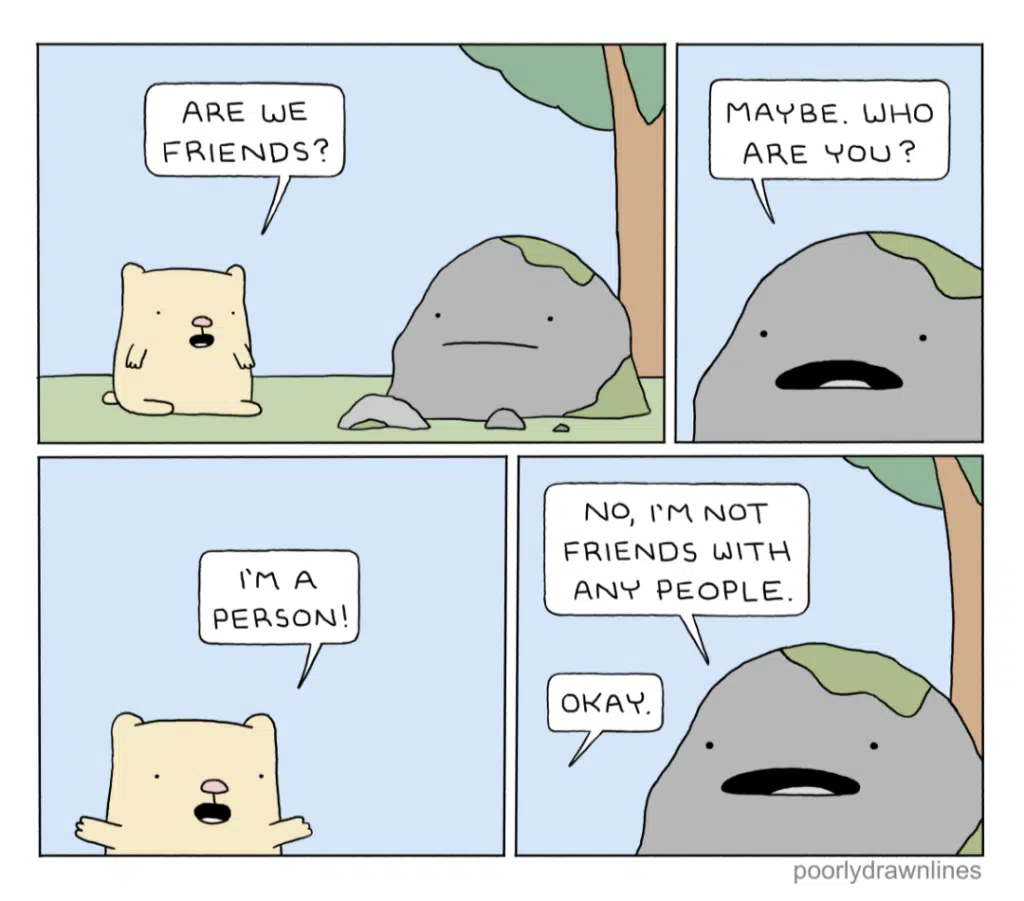 ARE WE
FRIENDS?
MAYBE. WHO
ARE YOU?
I'M A
PERSON!
NO, I'M NOT
FRIENDS WITH
ANY PEOPLE.
OKAY.
poorlydrawnlines